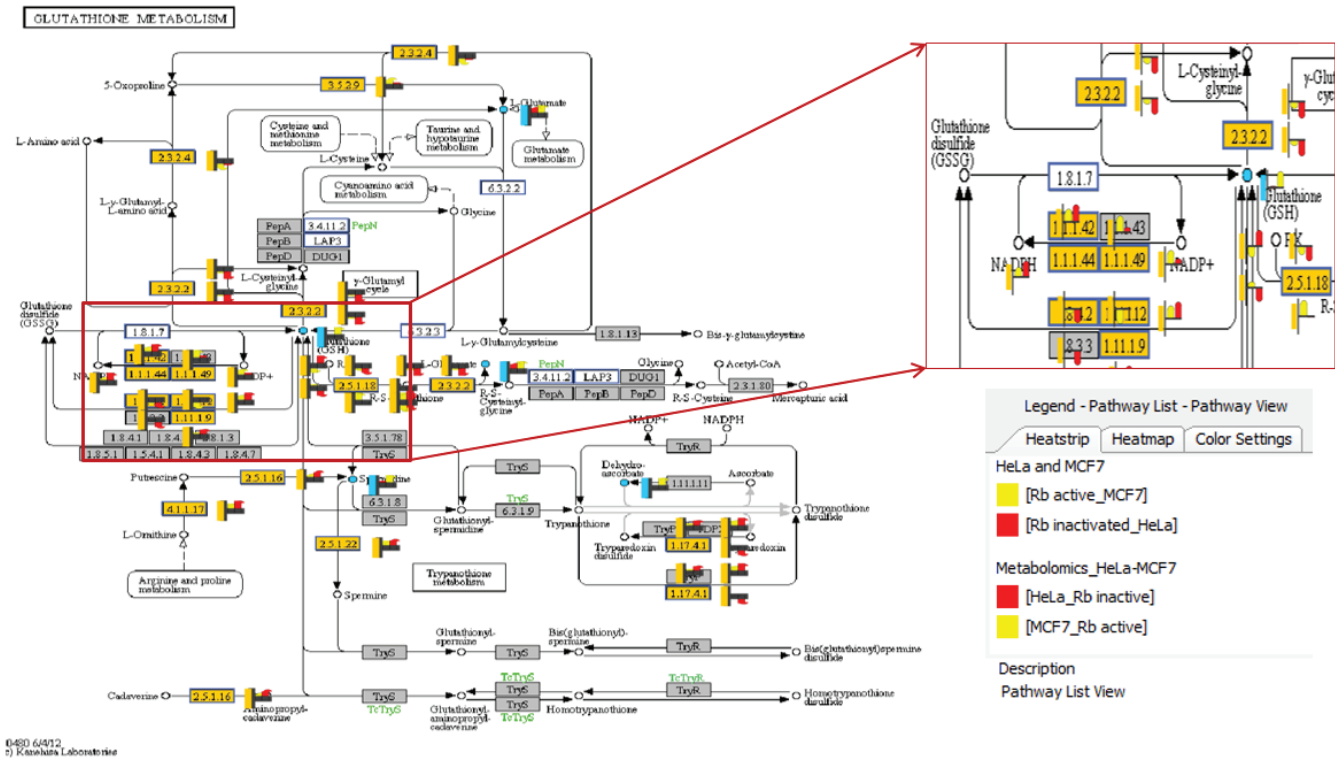 GLUTATHIONE METABOLISM
2.3.2.4
5-Oxoproline
3.5.2.9
L-Glutamate
Cysteine and
methionine
metabolism
Taurine and
hypotaurine
metabolism
Glutamate
metabolism
L-Amino acid
2.3.2.4
L-Cysteine
Cyanoamino acid
metabolism
6.3.2.2
L-γ-Glutamyl-
L-amino acid
Glycine
PepA
3.4.11.2
PepN
PepB
LAP3
PepD
DUG1
L-Cysteinyl-
glycine
γ-Glutamyl
cycle
2.3.2.2
2.3.2.2
Glutathione
disulfide
(GSSG)
1.8.1.7
Glutathione
(GSH)
6.3.2.3
L-γ-Glutamylcysteine
1.8.1.13
Bis-γ-glutamylcystine
1.1.1.44
1.1.1.49
2.5.1.18
2.3.2.2
R-S-Cysteinyl-
glycine
PepN
3.4.11.2
LAP3
DUG1
PepA
PepB
PepD
Glycine
Acetyl-CoA
R-S-Cysteine
2.3.1.80
Mercapturic acid
1.11.1.9
1.8.4.1
1.8.5.1
1.5.4.1
1.8.4.3
1.8.4.7
3.5.1.78
TryS
NADP+
NADPH
TryR
Putrescine
2.5.1.16
Dehydro-
ascorbate
Ascorbate
1.11.1.11
4.1.1.17
6.3.1.8
TryS
TryS
TryS
6.3.1.9
Glutathionyl-
spermidine
Trypanothione
Trypanothione
disulfide
L-Ornithine
2.5.1.22
Tryparedoxin
disulfide
1.17.4.1
Arginine and proline
metabolism
Trypanothione
metabolism
1.17.4.1
Spermine
Glutathionyl-
spermine
Bis(glutathionyl)-
spermine
TryS
TryS
TryR
Bis(glutathionyl)spermine
disulfide
Cadaverine
2.5.1.16
Aminopropyl-
cadaverine
TryS
TcTryS
TcTryS
TryS
TcTryS
Glutathionyl-
aminopropyl-
cadaverine
Homotrypanothione
TcTryR
TryR
Homotrypanothione
disulfide
0480 6/4/12
c) Kanehisa Laboratories
L-Cysteinyl-
glycine
γ-Glut
cyc
2.3.2.2
2.3.2.2
Glutathione
disulfide
(GSSG)
1.8.1.7
Glutathione
(GSH)
1.1.1.42
NADPH
1.1.1.44
1.1.1.49
NADP+
2.5.1.18
1.11.1.9
Legend - Pathway List - Pathway View
Heatstrip
Heatmap
Color Settings
HeLa and MCF7
[Rb active_MCF7]
[Rb inactivated_HeLa]
Metabolomics_HeLa-MCF7
[HeLa_Rb inactive]
[MCF7_Rb active]
Description
Pathway List View